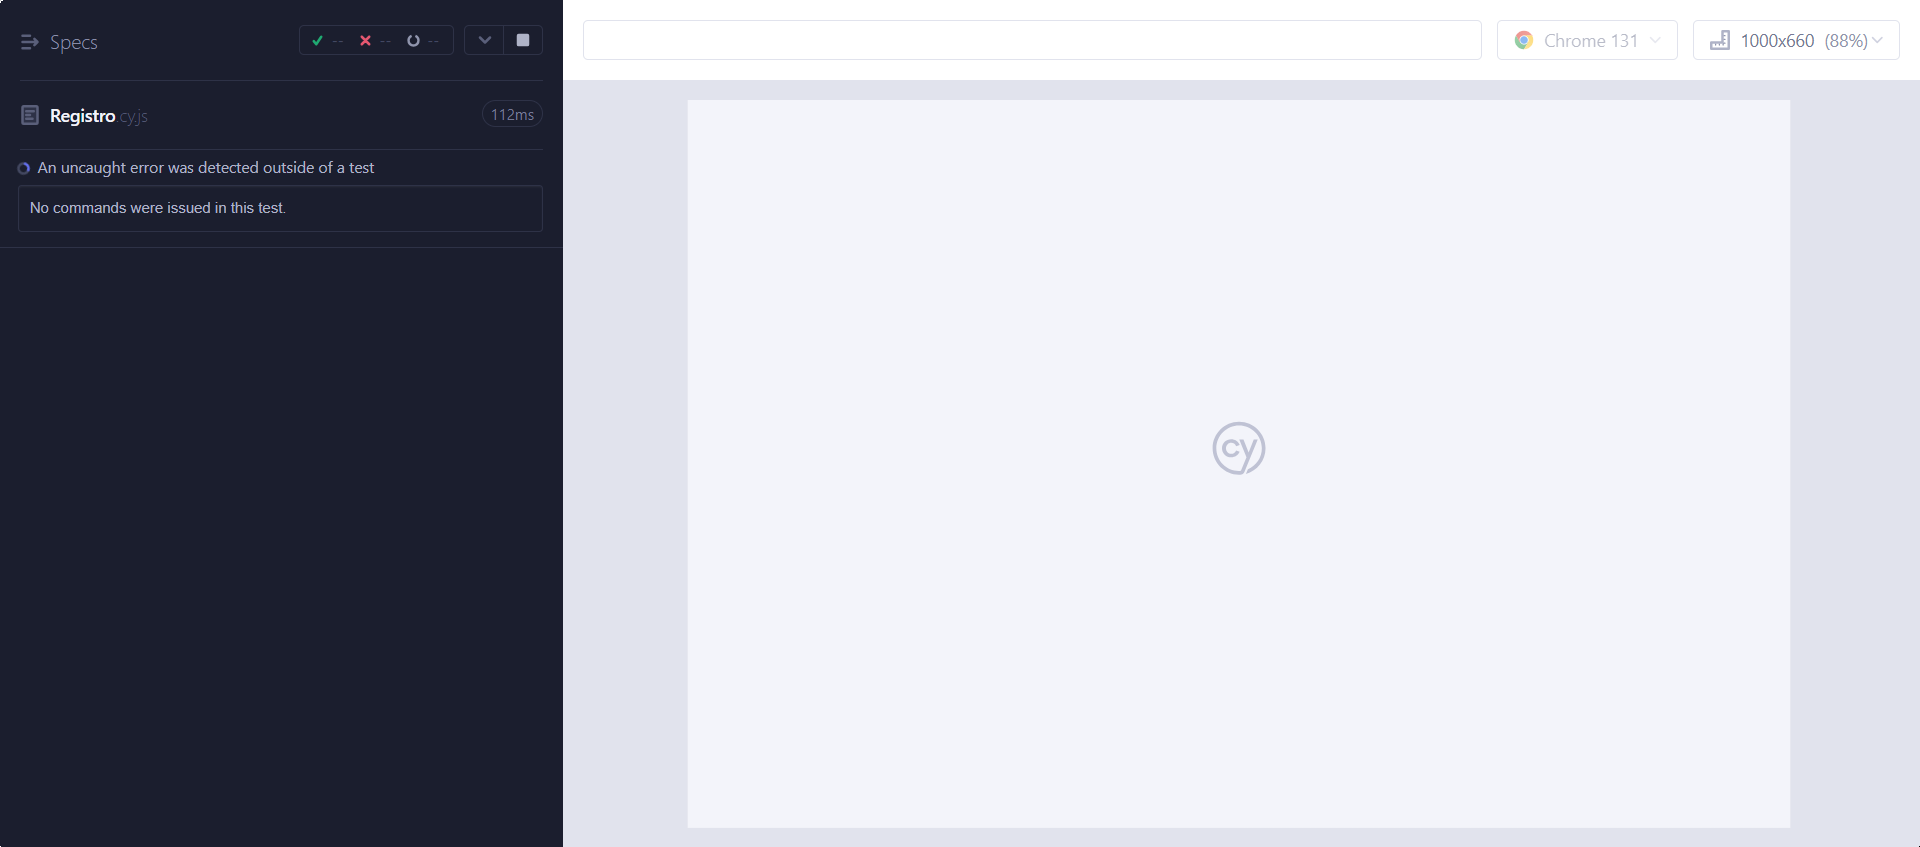 Specs
--
--
--
Chrome 131
1000x660 (88%)
Registro.cy.js
112ms
An uncaught error was detected outside of a test
No commands were issued in this test.
cy